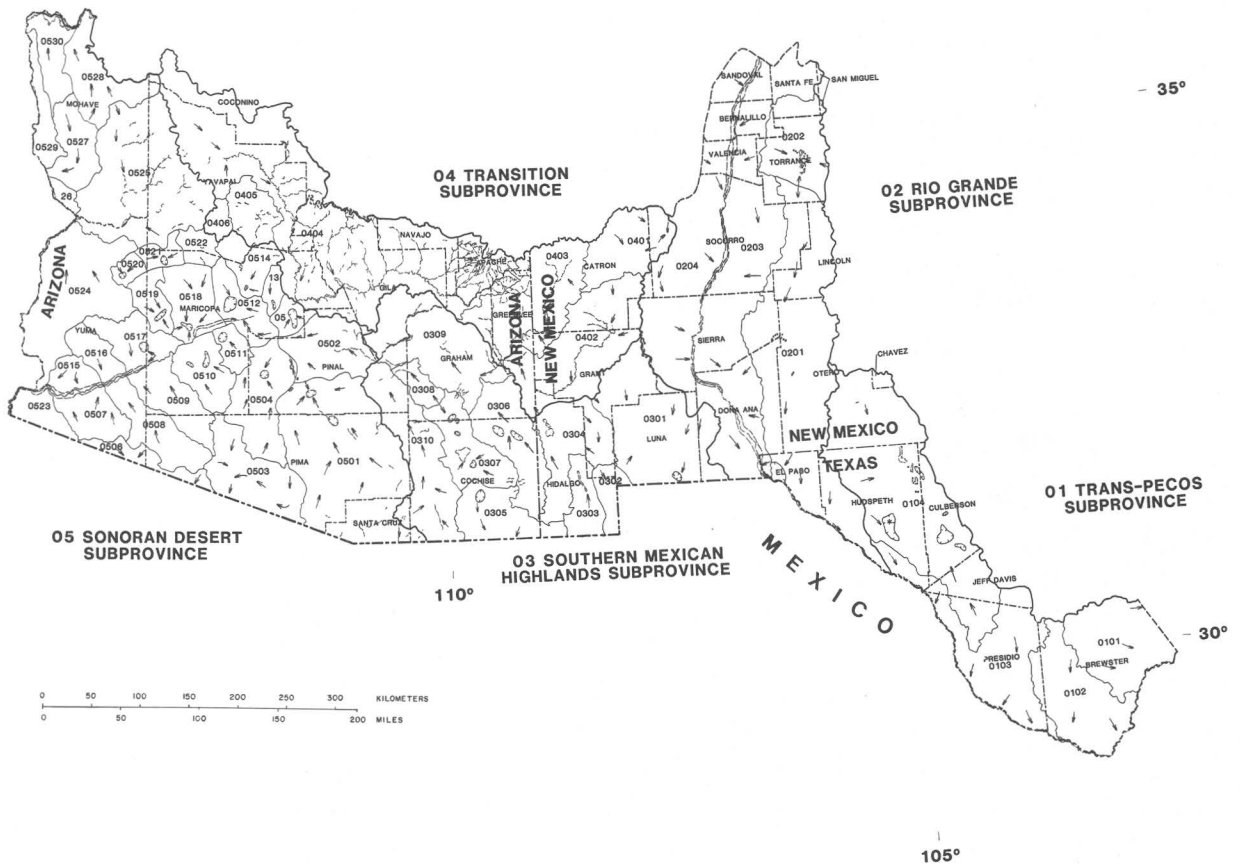 0530
0528
MOHAVE
0527
0529
26
0525
COCONINO
YAVAPAI
0405
0406
0404
04 TRANSITION
SUBPROVINCE
NAVAJO
APACHE
GILA
GREENLEE
ARIZONA
NEW MEXICO
0403
0401
CATRON
0402
GRANT
SANDOVAL
SANTA FE
SAN MIGUEL
BERNALILLO
0202
VALENCIA
TORRANCE
35º
02 RIO GRANDE
SUBPROVINCE
SOCORRO
0203
0204
LINCOLN
SIERRA
0201
CHAVEZ
OTERO
DONA ANA
NEW MEXICO
TEXAS
EL PASO
ARIZONA
0522
0520
0514
13
0524
0519
0518
MARICOPA
0512
05
YUMA
0517
0516
0515
0511
0510
0502
PINAL
0523
0507
0509
0504
0508
0506
0503
PIMA
0501
SANTA CRUZ
0309
GRAHAM
0308
0306
0310
0307
COCHISE
0305
0304
0301
LUNA
0302
HIDALGO
0303
HUDSPETH
0104
CULBERSON
01 TRANS-PECOS
SUBPROVINCE
05 SONORAN DESERT
SUBPROVINCE
03 SOUTHERN MEXICAN
HIGHLANDS SUBPROVINCE
MEXICO
110º
JEFF DAVIS
30º
PRESIDIO
0103
0101
BREWSTER
0102
0 50 100 150 200 250 300 KILOMETERS
0 50 100 150 200 MILES
105º